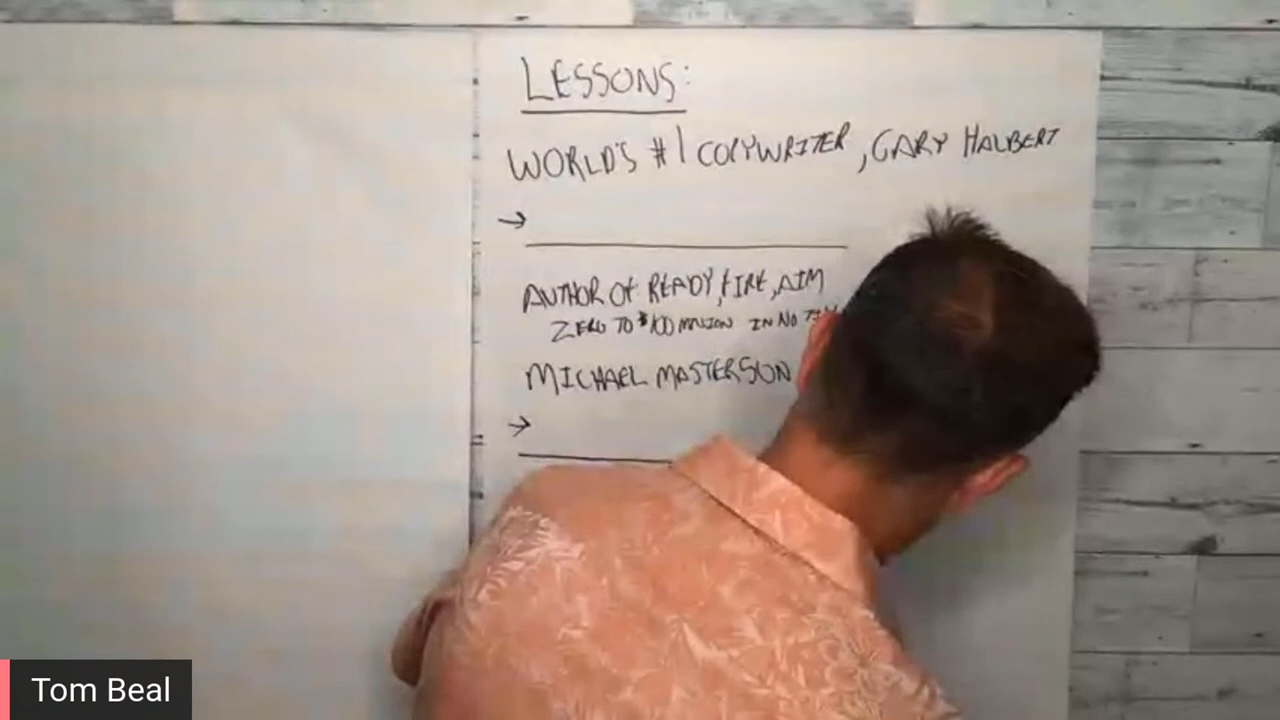 LESSONS:
WORLD'S #1 COPYWRITER, GARY HALBERT
→
AUTHOR OF READY, FIRE, AIM
ZERO TO $100 MILLION IN NO
MICHAEL MASTERSON
→
Tom Beal